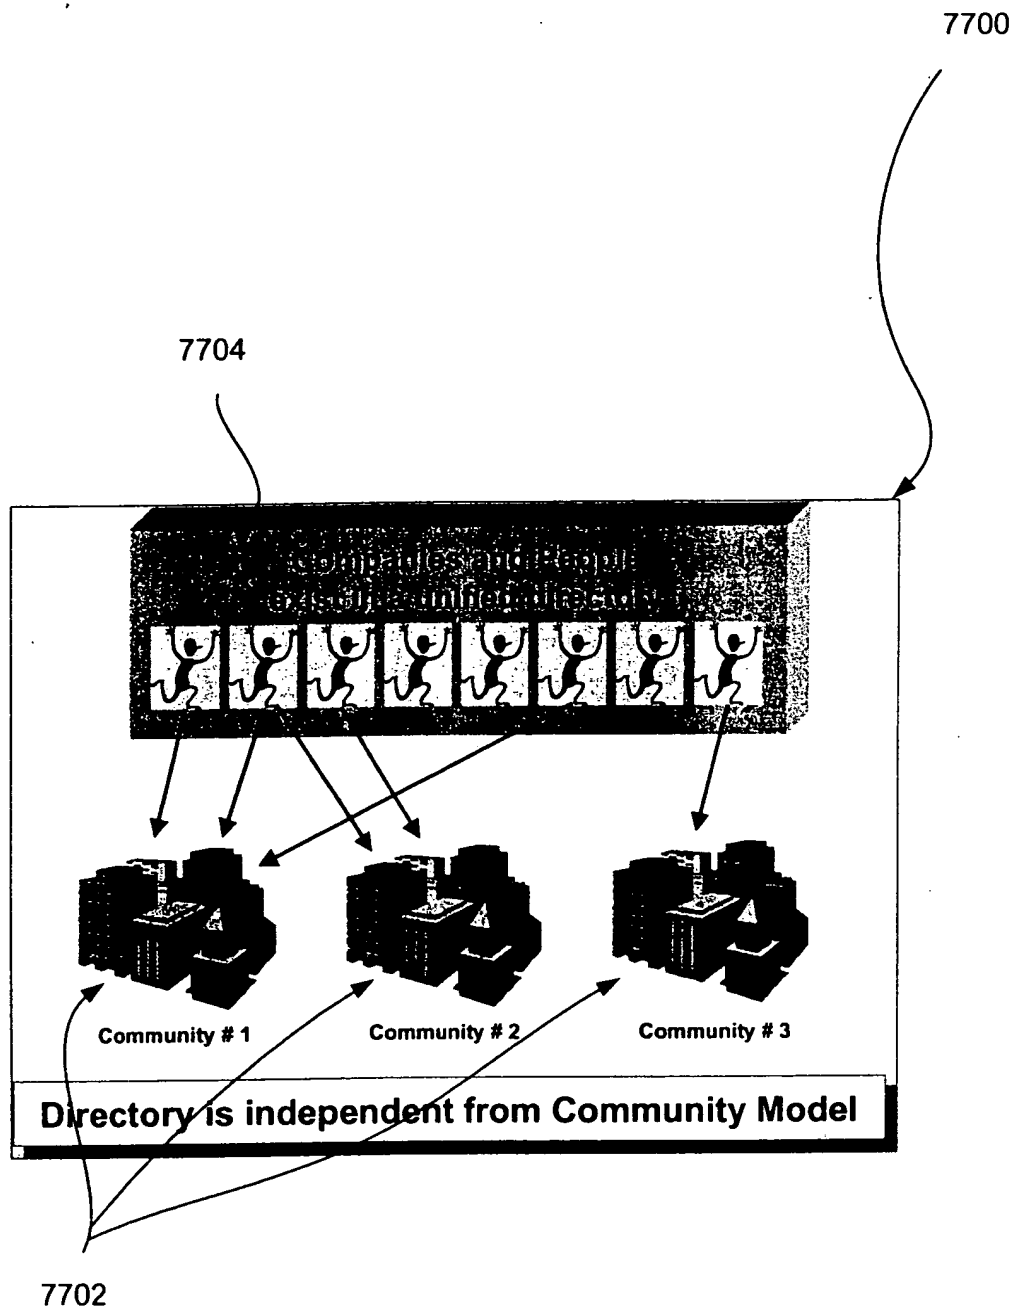 7700
7704
Companies and People
exist in a unified directory
Community # 1
Community # 2
Community # 3
Directory is independent from Community Model
7702